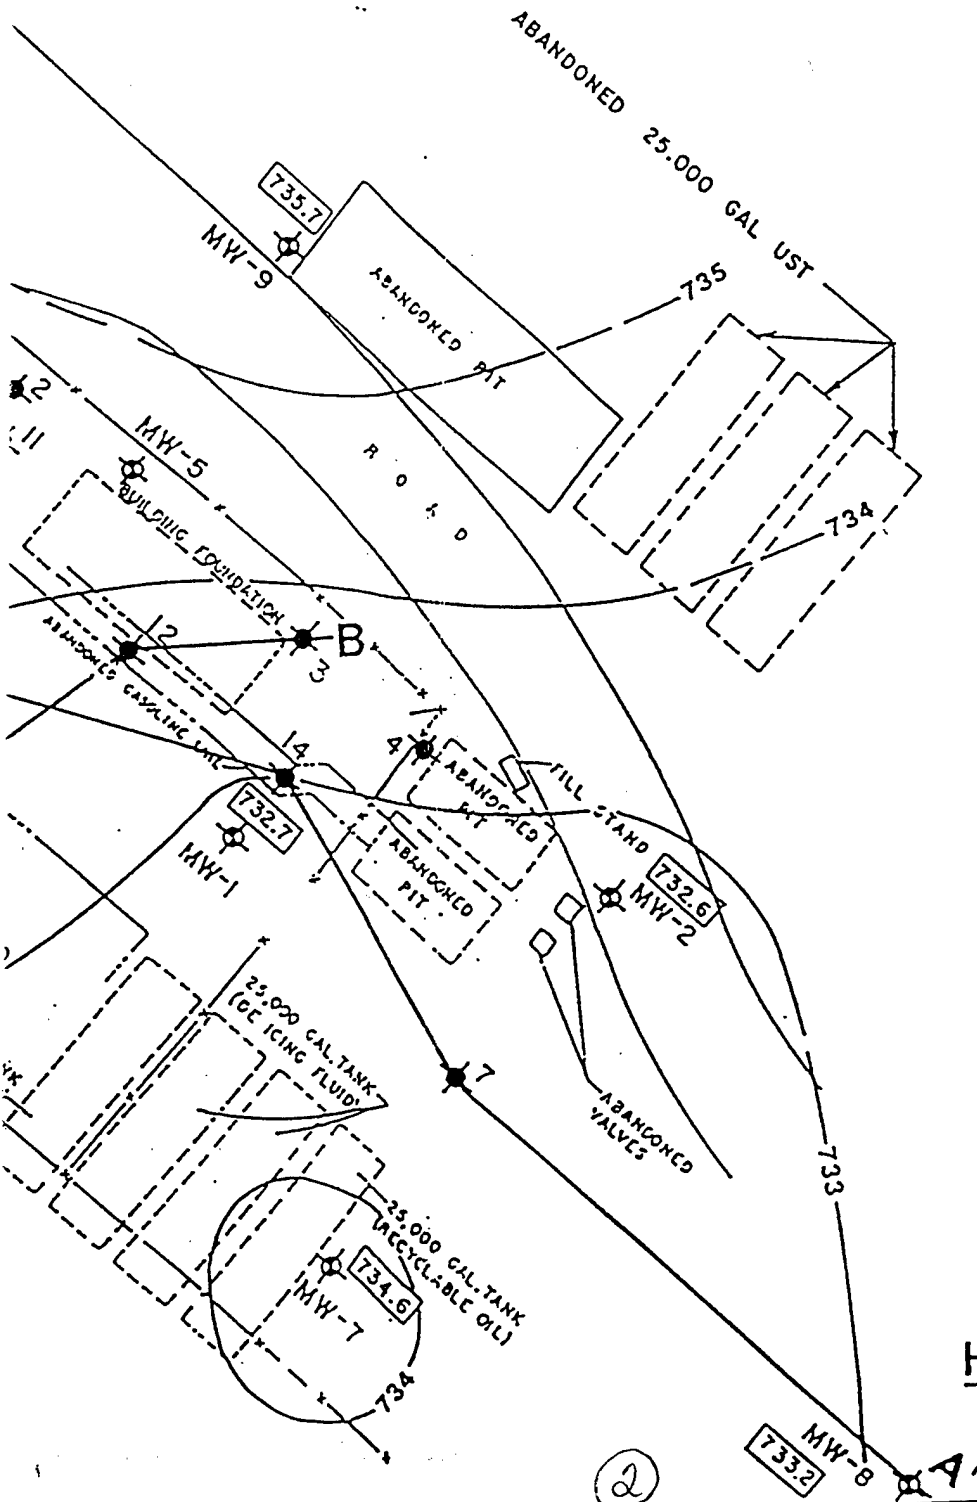 ABANDONED 25.000 GAL UST
735.7
MW-9
ABANDONED PIT
735
2
11
MW-5
ROAD
734
BUILDING FOUNDATION
12
B
3
ABANDONED GASOLINE
14
4
ABANDONED
PIT
FILL STAND
732.7
MW-1
ABANDONED
PIT
732.6
MW-2
25,000 GAL. TANK
(DE ICING FLUID)
7
ABANDONED
VALVES
733
25,000 GAL. TANK
(RECYCLABLE OIL)
734.6
MW-7
734
H
MW-8
733.2
A
2